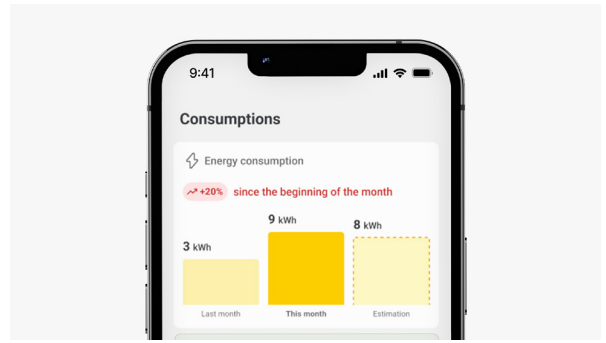 9:41
Consumptions
Energy consumption
+20% since the beginning of the month
3 kWh
9 kWh
8 kWh
Last month
This month
Estimation